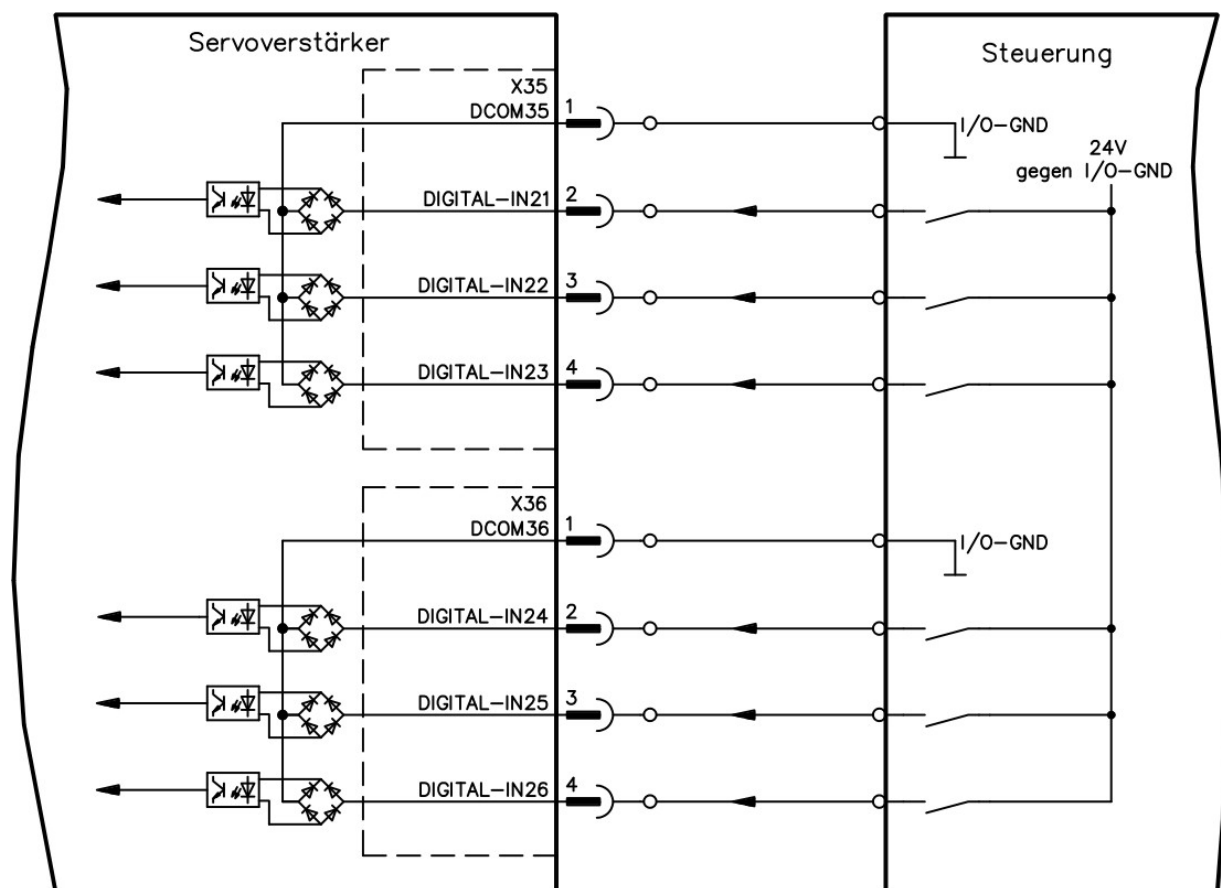 Servoverstärker
Steuerung
X35
DCOM35
1
I/O-GND
24V
gegen I/O-GND
DIGITAL-IN21
2
DIGITAL-IN22
3
DIGITAL-IN23
4
X36
DCOM36
1
I/O-GND
DIGITAL-IN24
2
DIGITAL-IN25
3
DIGITAL-IN26
4